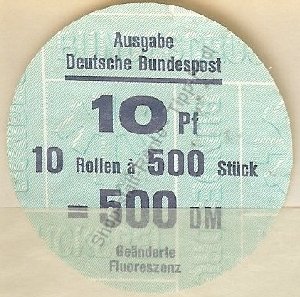 Ausgabe
Deutsche Bundespost
10 Pf
10 Rollen à 500 Stück
= 500 DM
Geänderte
Fluoreszenz